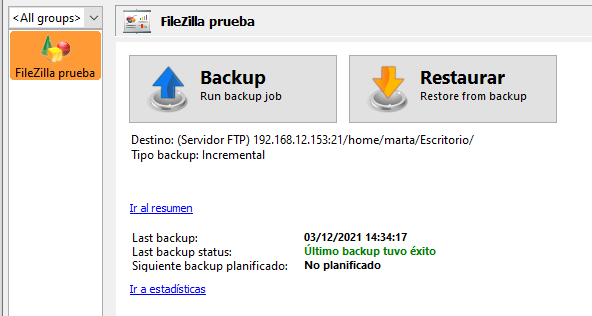 <All groups>
FileZilla prueba
FileZilla prueba
Backup
Run backup job
Restaurar
Restore from backup
Destino: (Servidor FTP) 192.168.12.153:21/home/marta/Escritorio/
Tipo backup: Incremental
Ir al resumen
Last backup: 03/12/2021 14:34:17
Last backup status: Último backup tuvo éxito
Siquiente backup planificado: No planificado
Ir a estadísticas